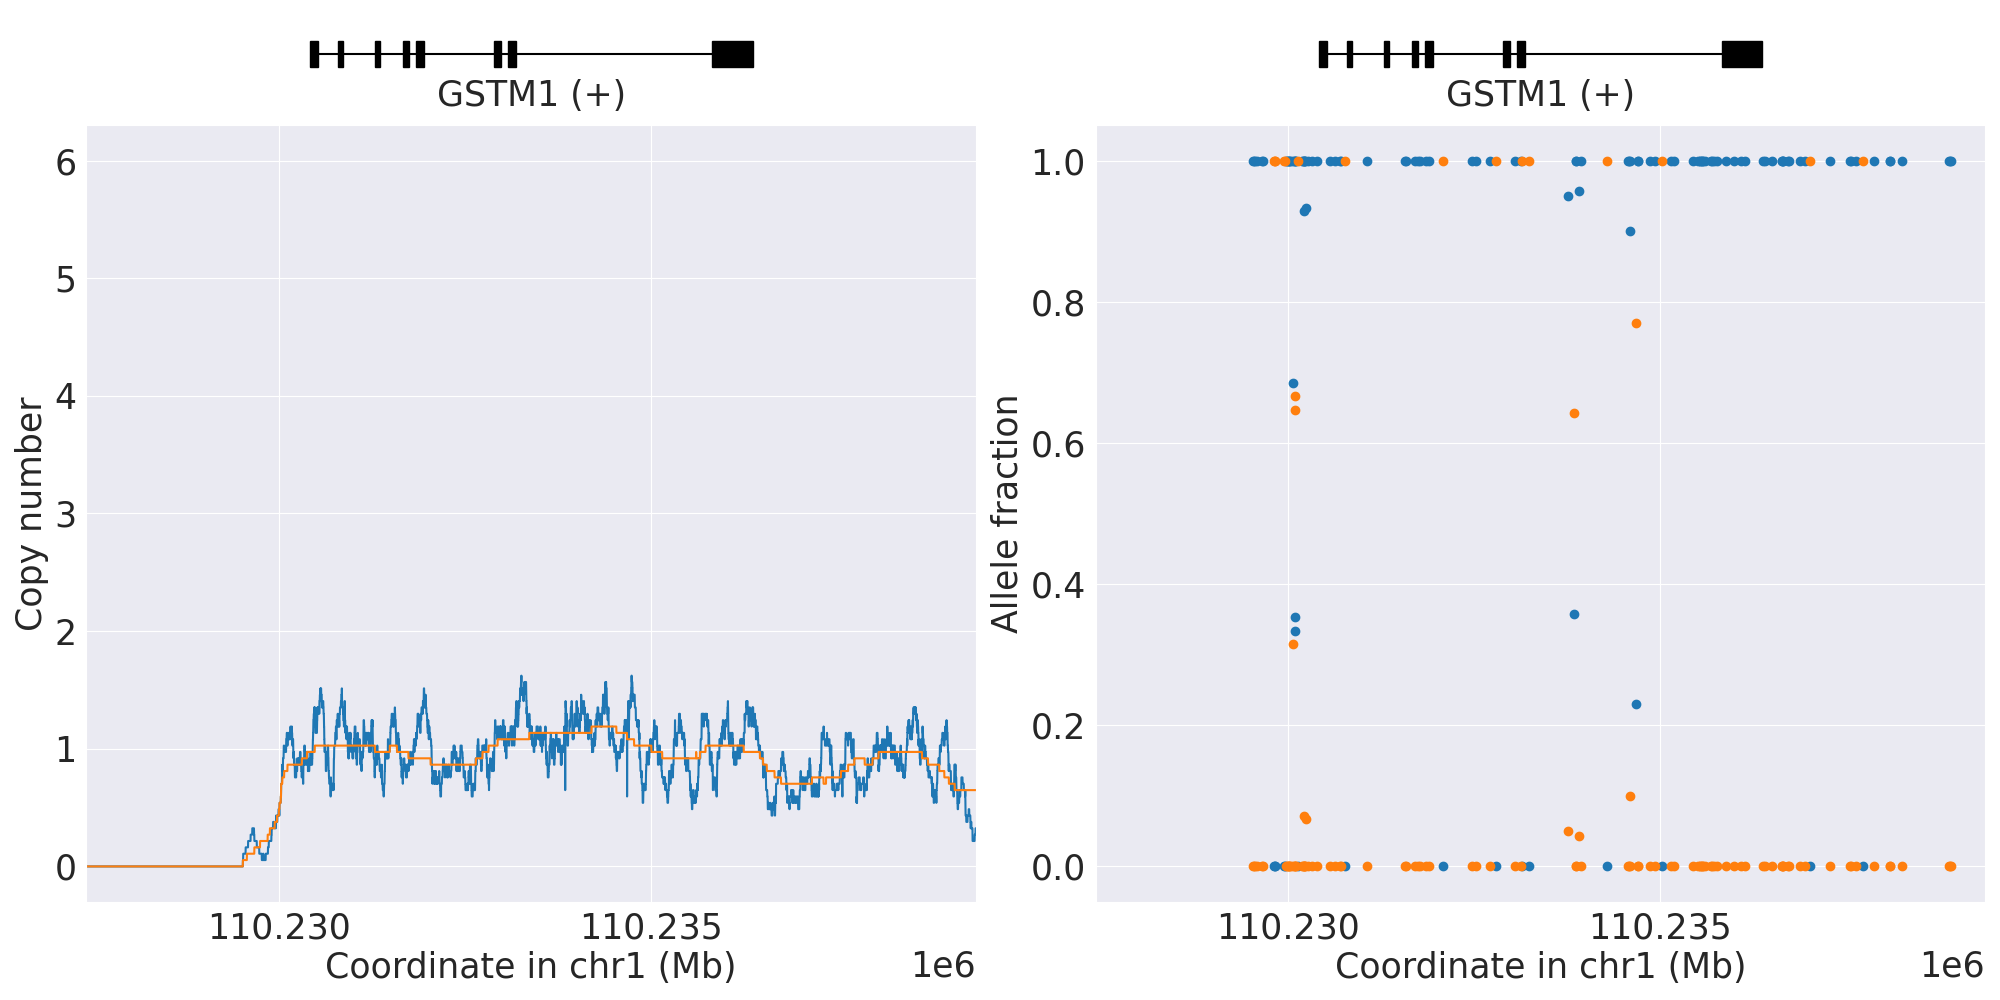 GSTM1 (+)
6
5
4
3
2
1
0
Copy number
110.230
110.235
Coordinate in chr1 (Mb)
1e6
GSTM1 (+)
1.0
0.8
0.6
0.4
0.2
0.0
Allele fraction
110.230
110.235
Coordinate in chr1 (Mb)
1e6